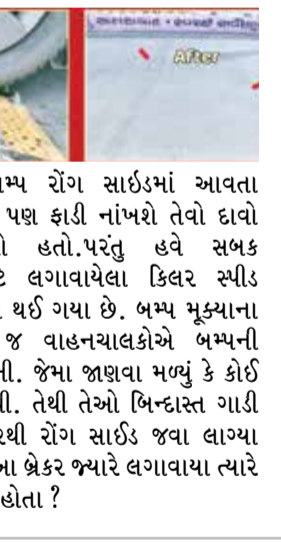 After
મ્પ રોંગ સાઇડમાં આવતા
પણ ફાડી નાંખશે તેવો દાવો
હતો.પરંતુ હવે સબક
લગાવાયેલા કિલર સ્પીડ
થઈ ગયા છે. બમ્પ મૂક્યાના
જ વાહનચાલકોએ બમ્પની
ી. જેમા જાણવા મળ્યું કે કોઈ
ી. તેથી તેઓ બિન્દાસ્ત ગાડી
થી રોંગ સાઈડ જવા લાગ્યા
આ બ્રેકર જ્યારે લગાવાયા ત્યારે
હોતા ?